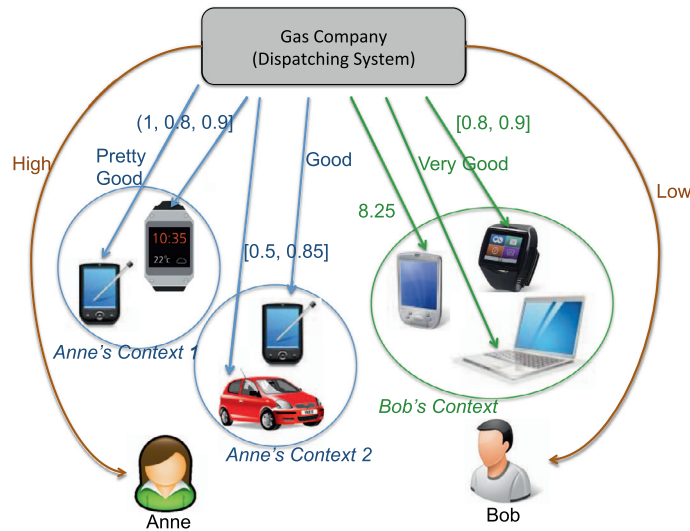 Gas Company
(Dispatching System)
(1, 0.8, 0.9]
[0.8, 0.9]
High
Pretty
Good
Good
Very Good
Low
8.25
10:35
22°c
[0.5, 0.85]
Anne's Context 1
Bob's Context
Anne's Context 2
Anne
Bob